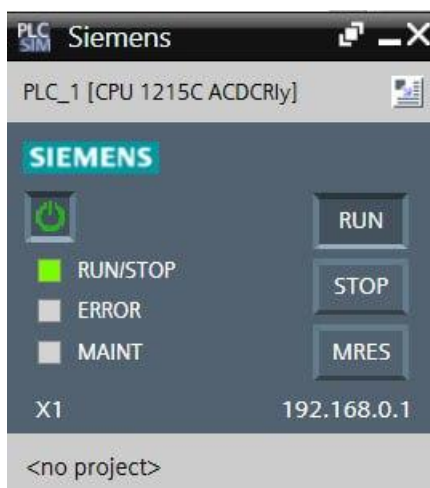 PLC SIM Siemens
PLC_1 [CPU 1215C ACDCRly]
SIEMENS
RUN
RUN/STOP
STOP
ERROR
MAINT
MRES
X1 192.168.0.1
<no project>